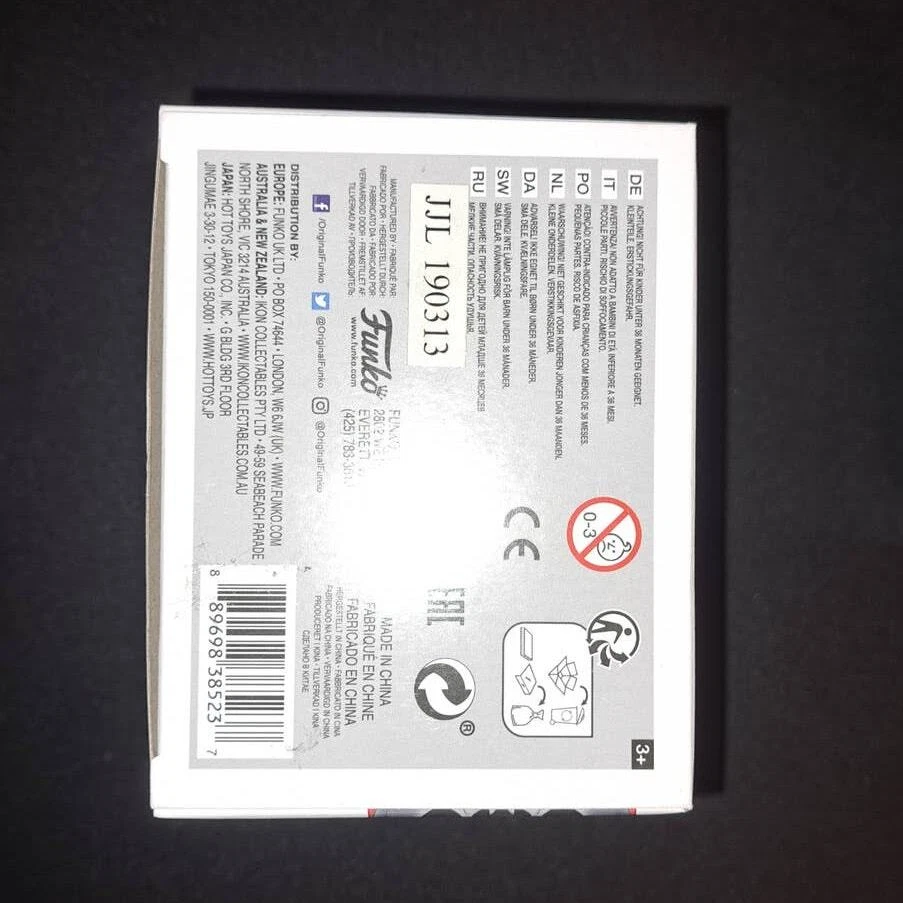 DE ACHTUNG! NICHT FÜR KINDER UNTER 36 MONATEN GEEIGNET.
KLEINTEILE. ERSTICKUNGSGEFAHR.
IT AVVERTENZA! NON ADATTO A BAMBINI DI ETÀ INFERIORE A 36 MESI.
PICCOLE PARTI. RISCHIO DI SOFFOCAMENTO.
PO ATENÇÃO CONTRA-INDICADO PARA CRIANÇAS COM MENOS DE 36 MESES.
PEQUENAS PARTES. RISCO DE ASFIXIA.
NL WAARSCHUWING! NIET GESCHIKT VOOR KINDEREN JONGER DAN 36 MAANDEN.
KLEINE ONDERDELEN. VERSTIKKINGSGEVAAR.
DA ADVARSEL! IKKE EGNET TIL BØRN UNDER 36 MÅNEDER.
SMÅ DELE. KVÆLNINGSFARE.
SW VARNING! INTE LÄMPLIG FÖR BARN UNDER 36 MÅNADER.
SMÅ DELAR. KVÄVNINGSRISK.
RU ВНИМАНИЕ! НЕ ПРИГОДНО ДЛЯ ДЕТЕЙ МЛАДШЕ 36 МЕСЯЦЕВ
МЕЛКИЕ ЧАСТИ. ОПАСНОСТЬ УДУШЬЯ.
JJL 190313
0-3
CE
EAC
3+
®
MANUFACTURED BY • FABRIQUÉ PAR
FABRICADO POR • HERGESTELLT DURCH
FABBRICATO DA • FABRICADO POR
VERVAARDIGD DOOR • FREMSTILLET AF
TILLVERKAD AV • ПРОИЗВОДИТЕЛЬ:
Funko
www.funko.com
EVERETT
(425) 783-
MADE IN CHINA
FABRIQUÉ EN CHINE
FABRICADO EN CHINA
HERGESTELLT IN CHINA • FABBRICATO IN CINA
FABRICADO NA CHINA • VERVAARDIGD IN CHINA
PRODUCERET I KINA • TILLVERKAD I KINA
СДЕЛАНО В КИТАЕ
/OriginalFunko @OriginalFunko @OriginalFunko
DISTRIBUTION BY:
EUROPE: FUNKO UK LTD • PO BOX 74644 • LONDON, W6 6JW (UK) • WWW.FUNKO.COM
AUSTRALIA & NEW ZEALAND: IKON COLLECTABLES PTY LTD • 49-59 SEABEACH PARADE
NORTH SHORE, VIC 3214 AUSTRALIA • WWW.IKONCOLLECTABLES.COM.AU
JAPAN: HOT TOYS JAPAN CO., INC. • G BLDG 3RD FLOOR
JINGUMAE 3-30-12 • TOKYO 150-0001 • WWW.HOTTOYS.JP
8 89698 38523 7